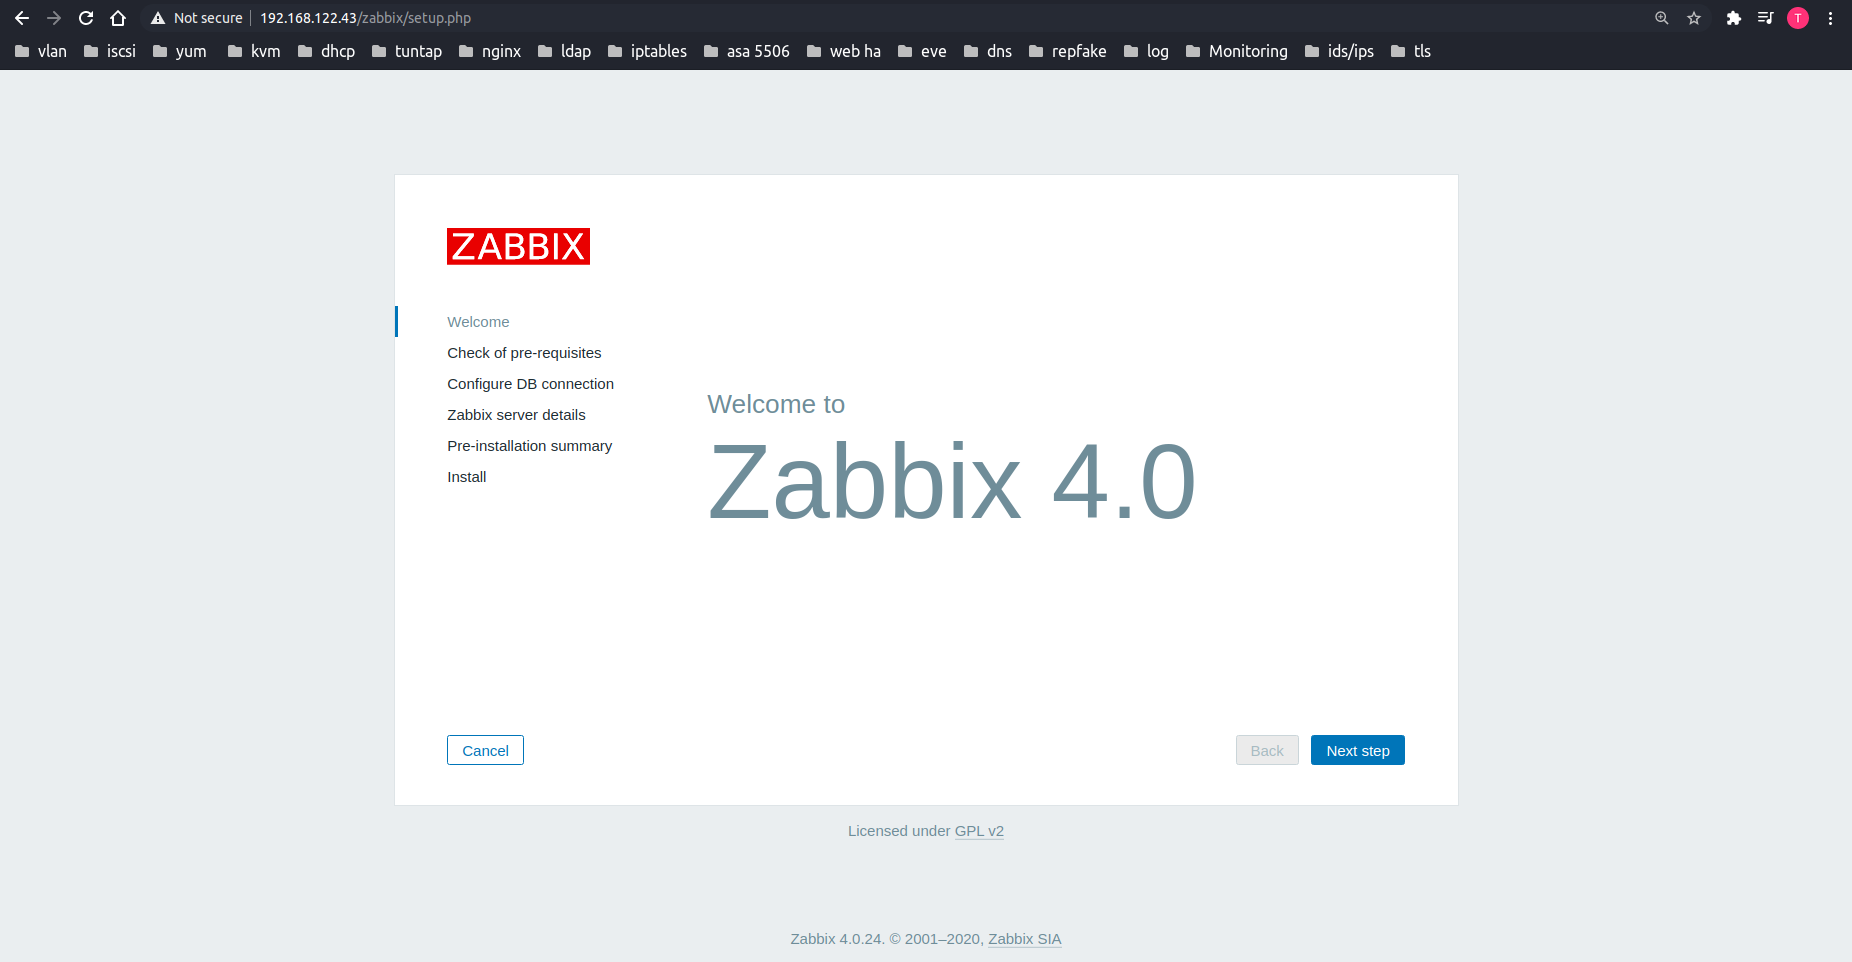 Not secure 192.168.122.43/zabbix/setup.php T
vlan iscsi yum kvm dhcp tuntap nginx ldap iptables asa 5506 web ha eve dns repfake log Monitoring ids/ips tls
ZABBIX
Welcome
Check of pre-requisites
Configure DB connection
Zabbix server details
Pre-installation summary
Install
Welcome to
Zabbix 4.0
Cancel Back Next step
Licensed under GPL v2
Zabbix 4.0.24. © 2001–2020, Zabbix SIA